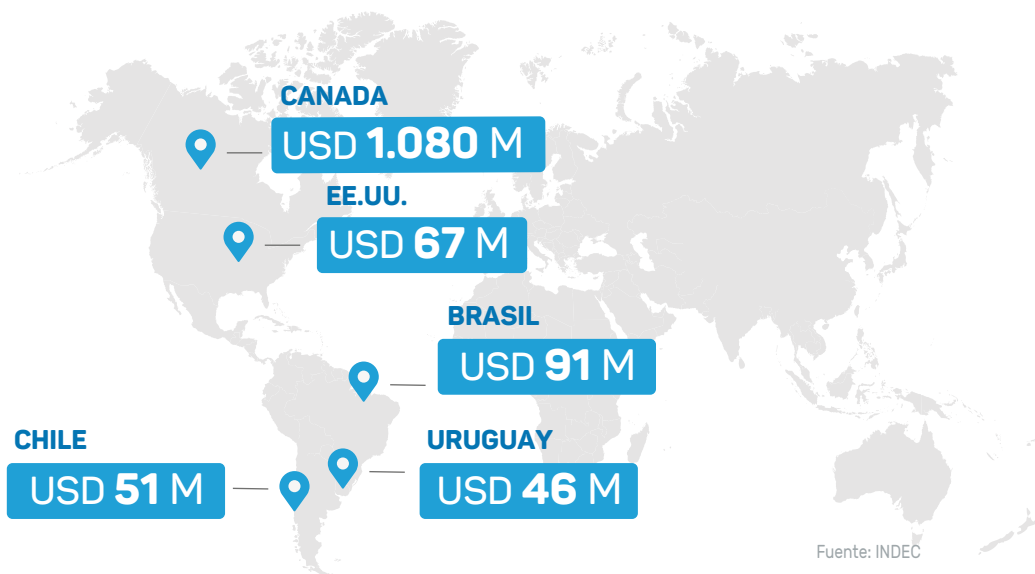 CANADA
USD 1.080 M
EE.UU.
USD 67 M
BRASIL
USD 91 M
CHILE
USD 51 M
URUGUAY
USD 46 M
Fuente: INDEC